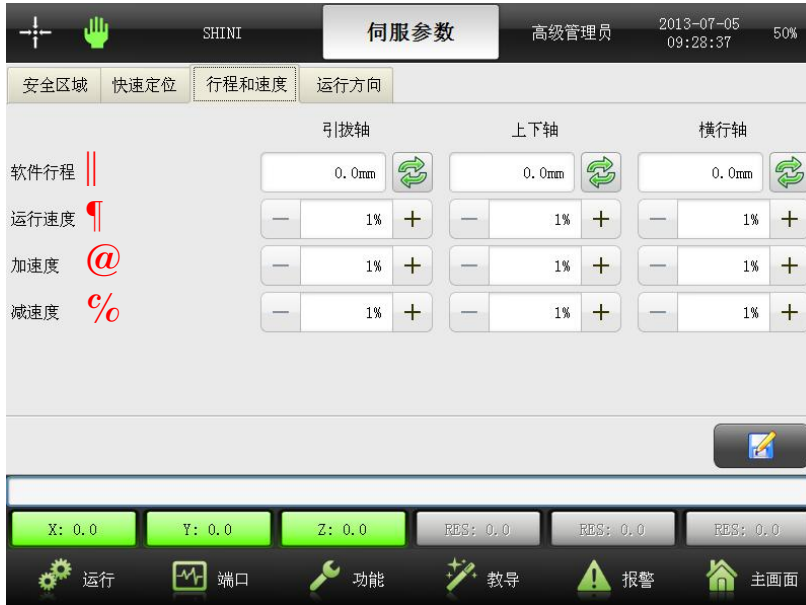 SHINI 伺服参数 高级管理员 2013-07-05 09:28:37 50%
安全区域 快速定位 行程和速度 运行方向
引拔轴 上下轴 横行轴
软件行程 ‖ 0.0mm 0.0mm 0.0mm
运行速度 ¶ — 1% + — 1% + — 1% +
加速度 @ — 1% + — 1% + — 1% +
减速度 ℅ — 1% + — 1% + — 1% +
X: 0.0 Y: 0.0 Z: 0.0 RES: 0.0 RES: 0.0 RES: 0.0
运行 端口 功能 教导 报警 主画面